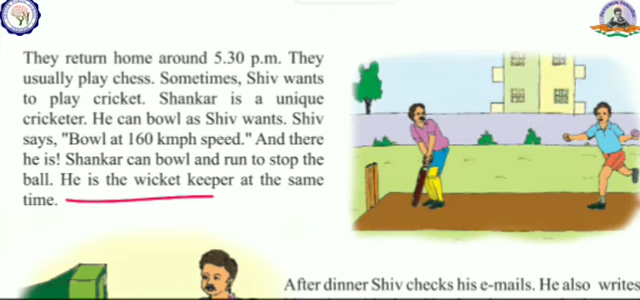 They return home around 5.30 p.m. They
usually play chess. Sometimes, Shiv wants
to play cricket. Shankar is a unique
cricketer. He can bowl as Shiv wants. Shiv
says, "Bowl at 160 kmph speed." And there
he is! Shankar can bowl and run to stop the
ball. He is the wicket keeper at the same
time.
After dinner Shiv checks his e-mails. He also writes